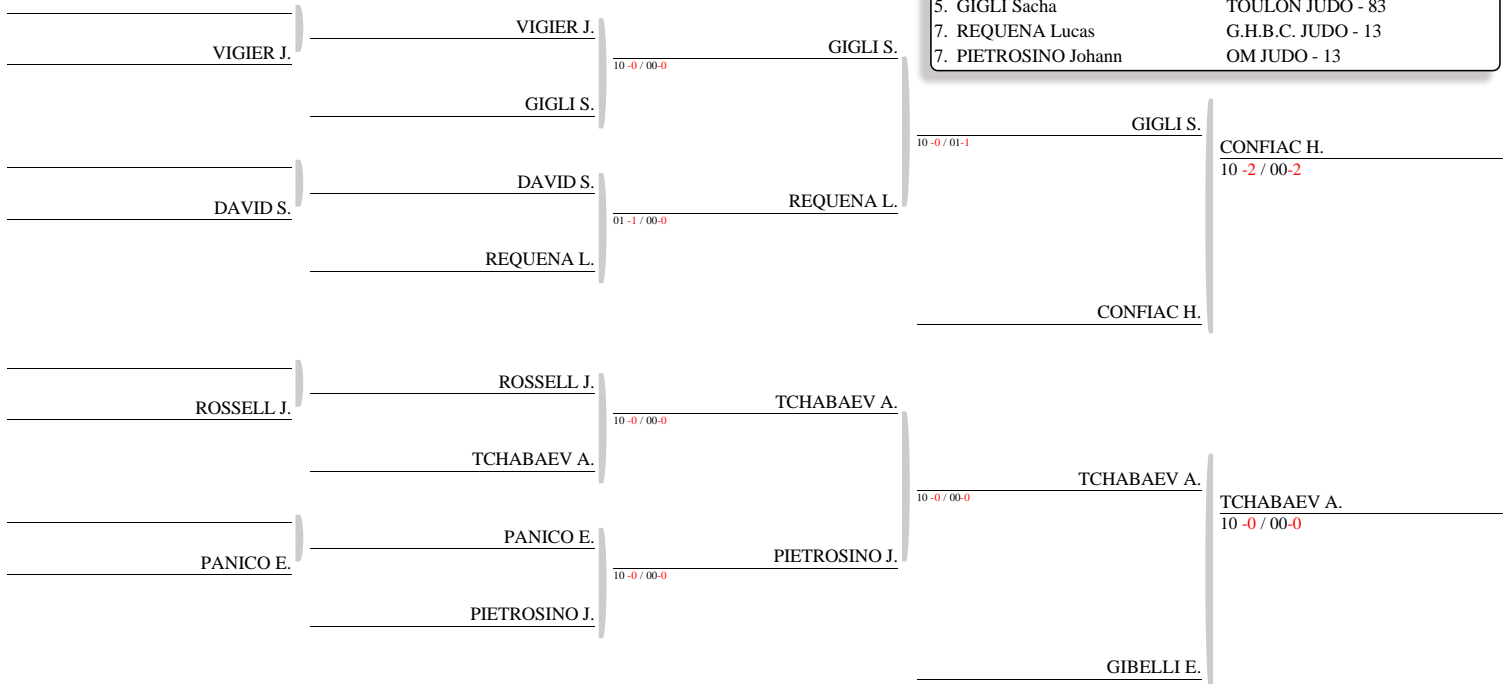 5. GIGLI Sacha TOULON JUDO - 83
7. REQUENA Lucas G.H.B.C. JUDO - 13
7. PIETROSINO Johann OM JUDO - 13
VIGIER J.
VIGIER J.
GIGLI S.
10 -0 / 00-0
GIGLI S.
GIGLI S.
10 -0 / 01-1
CONFIAC H.
10 -2 / 00-2
DAVID S.
DAVID S.
REQUENA L.
01 -1 / 00-0
REQUENA L.
CONFIAC H.
ROSSELL J.
ROSSELL J.
TCHABAEV A.
10 -0 / 00-0
TCHABAEV A.
TCHABAEV A.
10 -0 / 00-0
TCHABAEV A.
10 -0 / 00-0
PANICO E.
PANICO E.
PIETROSINO J.
10 -0 / 00-0
PIETROSINO J.
GIBELLI E.